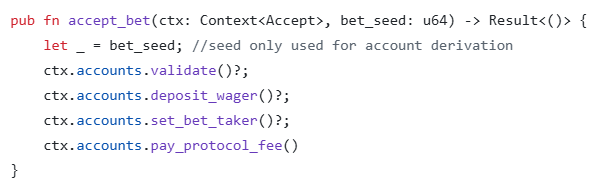 pub fn accept_bet(ctx: Context<Accept>, bet_seed: u64) -> Result<()> {
    let _ = bet_seed; //seed only used for account derivation
    ctx.accounts.validate()?;
    ctx.accounts.deposit_wager()?;
    ctx.accounts.set_bet_taker()?;
    ctx.accounts.pay_protocol_fee()
}